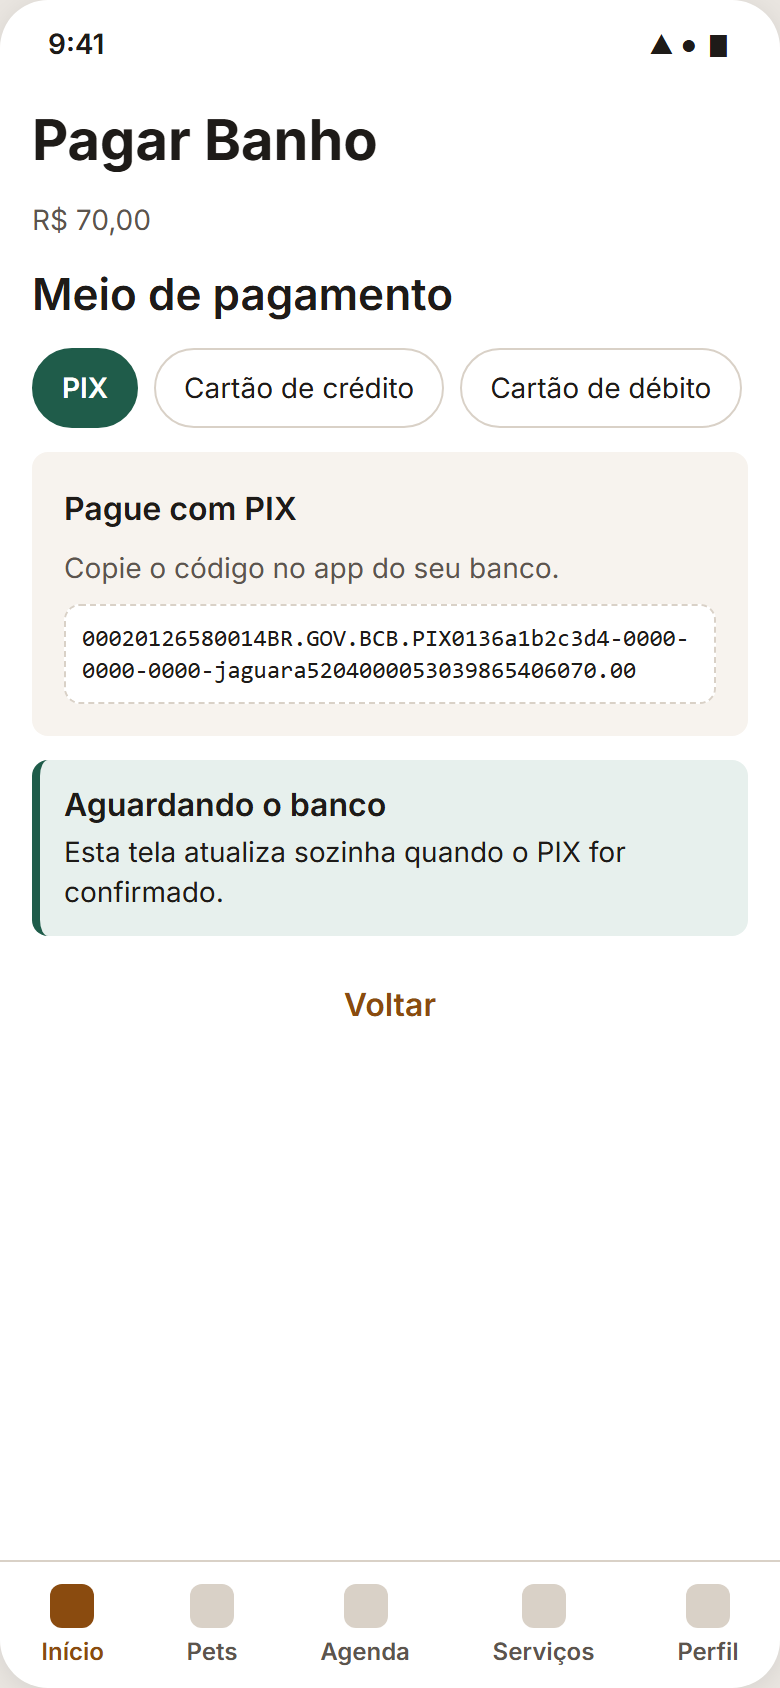 9:41
Pagar Banho
R$ 70,00
Meio de pagamento
PIX
Cartão de crédito
Cartão de débito
Pague com PIX
Copie o código no app do seu banco.
00020126580014BR.GOV.BCB.PIX0136a1b2c3d4-0000-
0000-0000-jaguara5204000053039865406070.00
Aguardando o banco
Esta tela atualiza sozinha quando o PIX for
confirmado.
Voltar
Início
Pets
Agenda
Serviços
Perfil